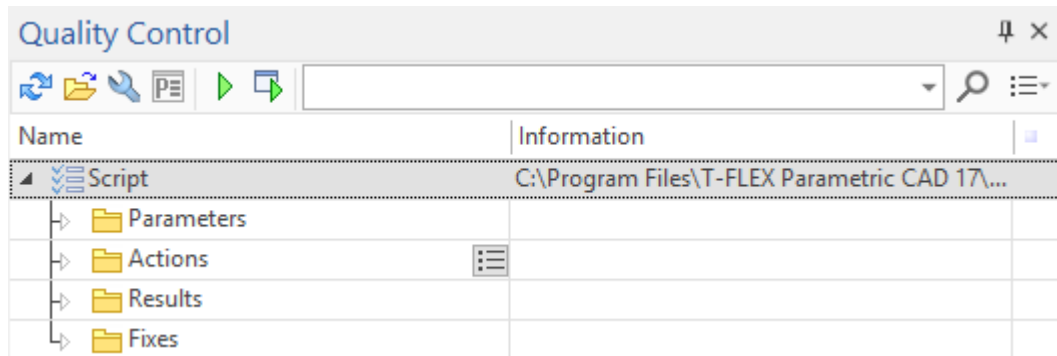 Quality Control
Name Information
Script C:\Program Files\T-FLEX Parametric CAD 17\...
Parameters
Actions
Results
Fixes